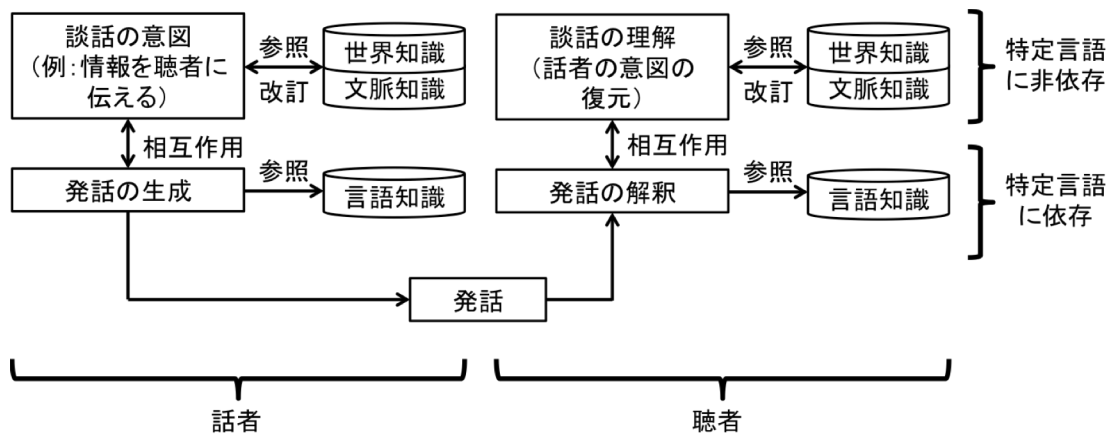 談話の意図
(例:情報を聴者に
伝える)
参照
改訂
世界知識
文脈知識
談話の理解
(話者の意図の
復元)
参照
改訂
世界知識
文脈知識
特定言語
に非依存
相互作用
相互作用
発話の生成
参照
言語知識
発話の解釈
参照
言語知識
特定言語
に依存
発話
話者
聴者